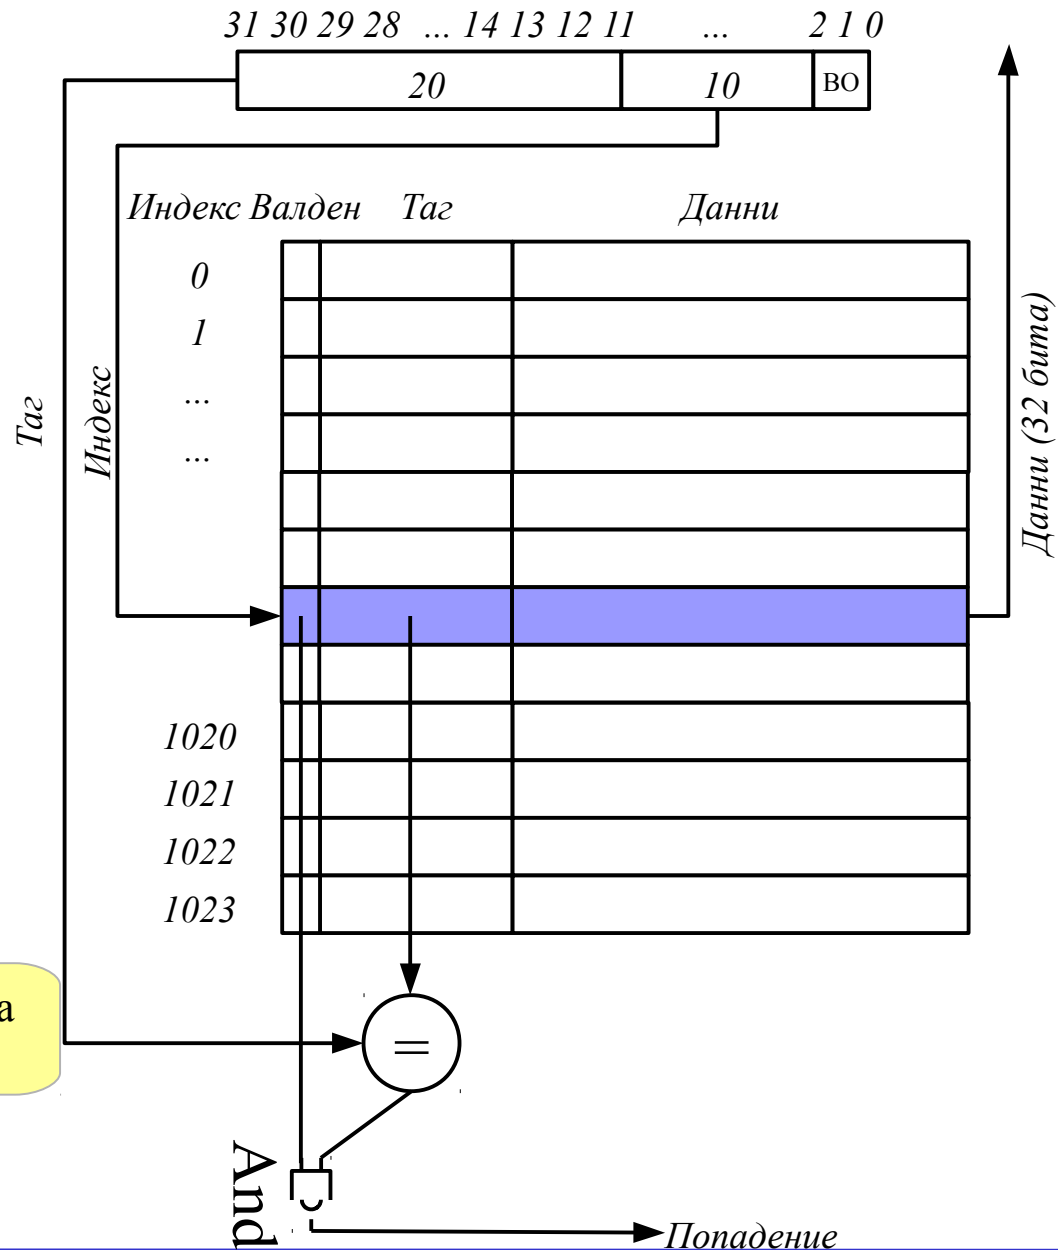 31 30 29 28 ... 14 13 12 11 ... 2 1 0
20 10 ВО
Индекс Валден Таг Данни
0
1
...
...
1020
1021
1022
1023
Таг
Индекс
Данни (32 бита)
а
=
And
Попадение